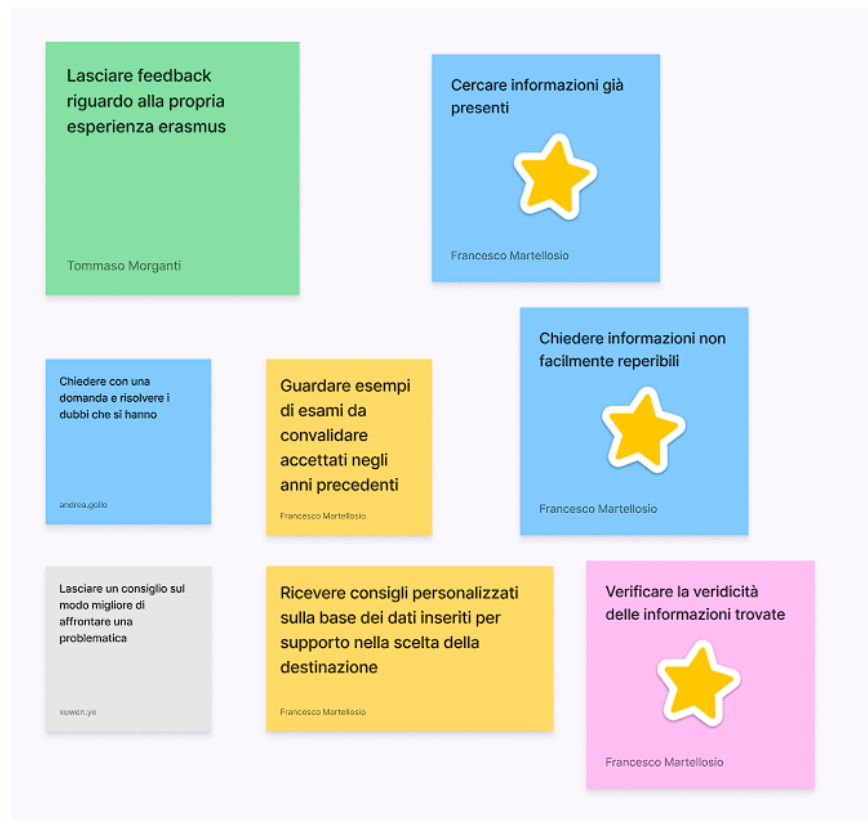 Lasciare feedback
riguardo alla propria
esperienza erasmus
Tommaso Morganti
Cercare informazioni già
presenti
Francesco Martellosio
Chiedere informazioni non
facilmente reperibili
Francesco Martellosio
Chiedere con una
domanda e risolvere i
dubbi che si hanno
andrea.gollo
Guardare esempi
di esami da
convalidare
accettati negli
anni precedenti
Francesco Martellosio
Lasciare un consiglio sul
modo migliore di
affrontare una
problematica
xuwen.ye
Ricevere consigli personalizzati
sulla base dei dati inseriti per
supporto nella scelta della
destinazione
Francesco Martellosio
Verificare la veridicità
delle informazioni trovate
Francesco Martellosio